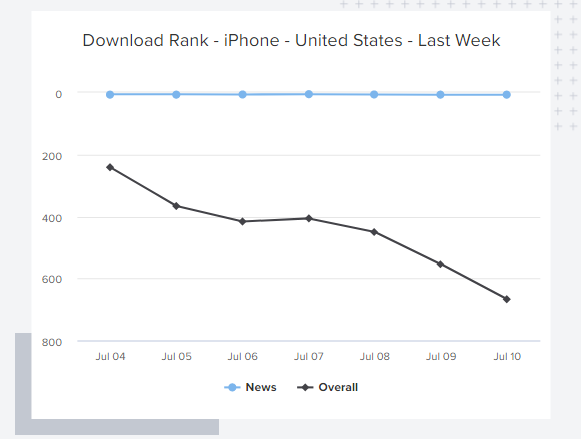 Download Rank - iPhone - United States - Last Week
0
200
400
600
800
Jul 04 Jul 05 Jul 06 Jul 07 Jul 08 Jul 09 Jul 10
News Overall